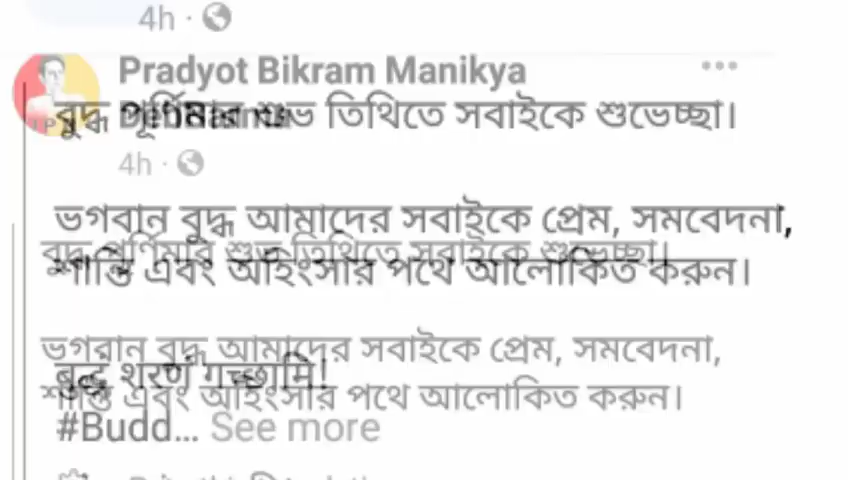 4h ·
Pradyot Bikram Manikya
DebBarma
বুদ্ধ পূর্ণিমার শুভ তিথিতে সবাইকে শুভেচ্ছা।
4h ·
ভগবান বুদ্ধ আমাদের সবাইকে প্রেম, সমবেদনা,
বুদ্ধ পূর্ণিমার শুভ তিথিতে সবাইকে শুভেচ্ছা।
শান্তি এবং অহিংসার পথে আলোকিত করুন।
ভগবান বুদ্ধ আমাদের সবাইকে প্রেম, সমবেদনা,
বুদ্ধং শরণং গচ্ছামি!
শান্তি এবং অহিংসার পথে আলোকিত করুন।
#Budd... See more